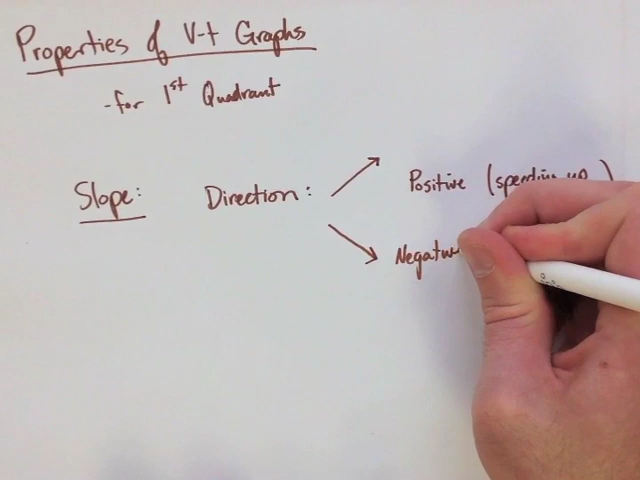 Properties of V-t Graphs
-for 1st Quadrant
Slope: Direction:
Positive (speeding up)
Negative